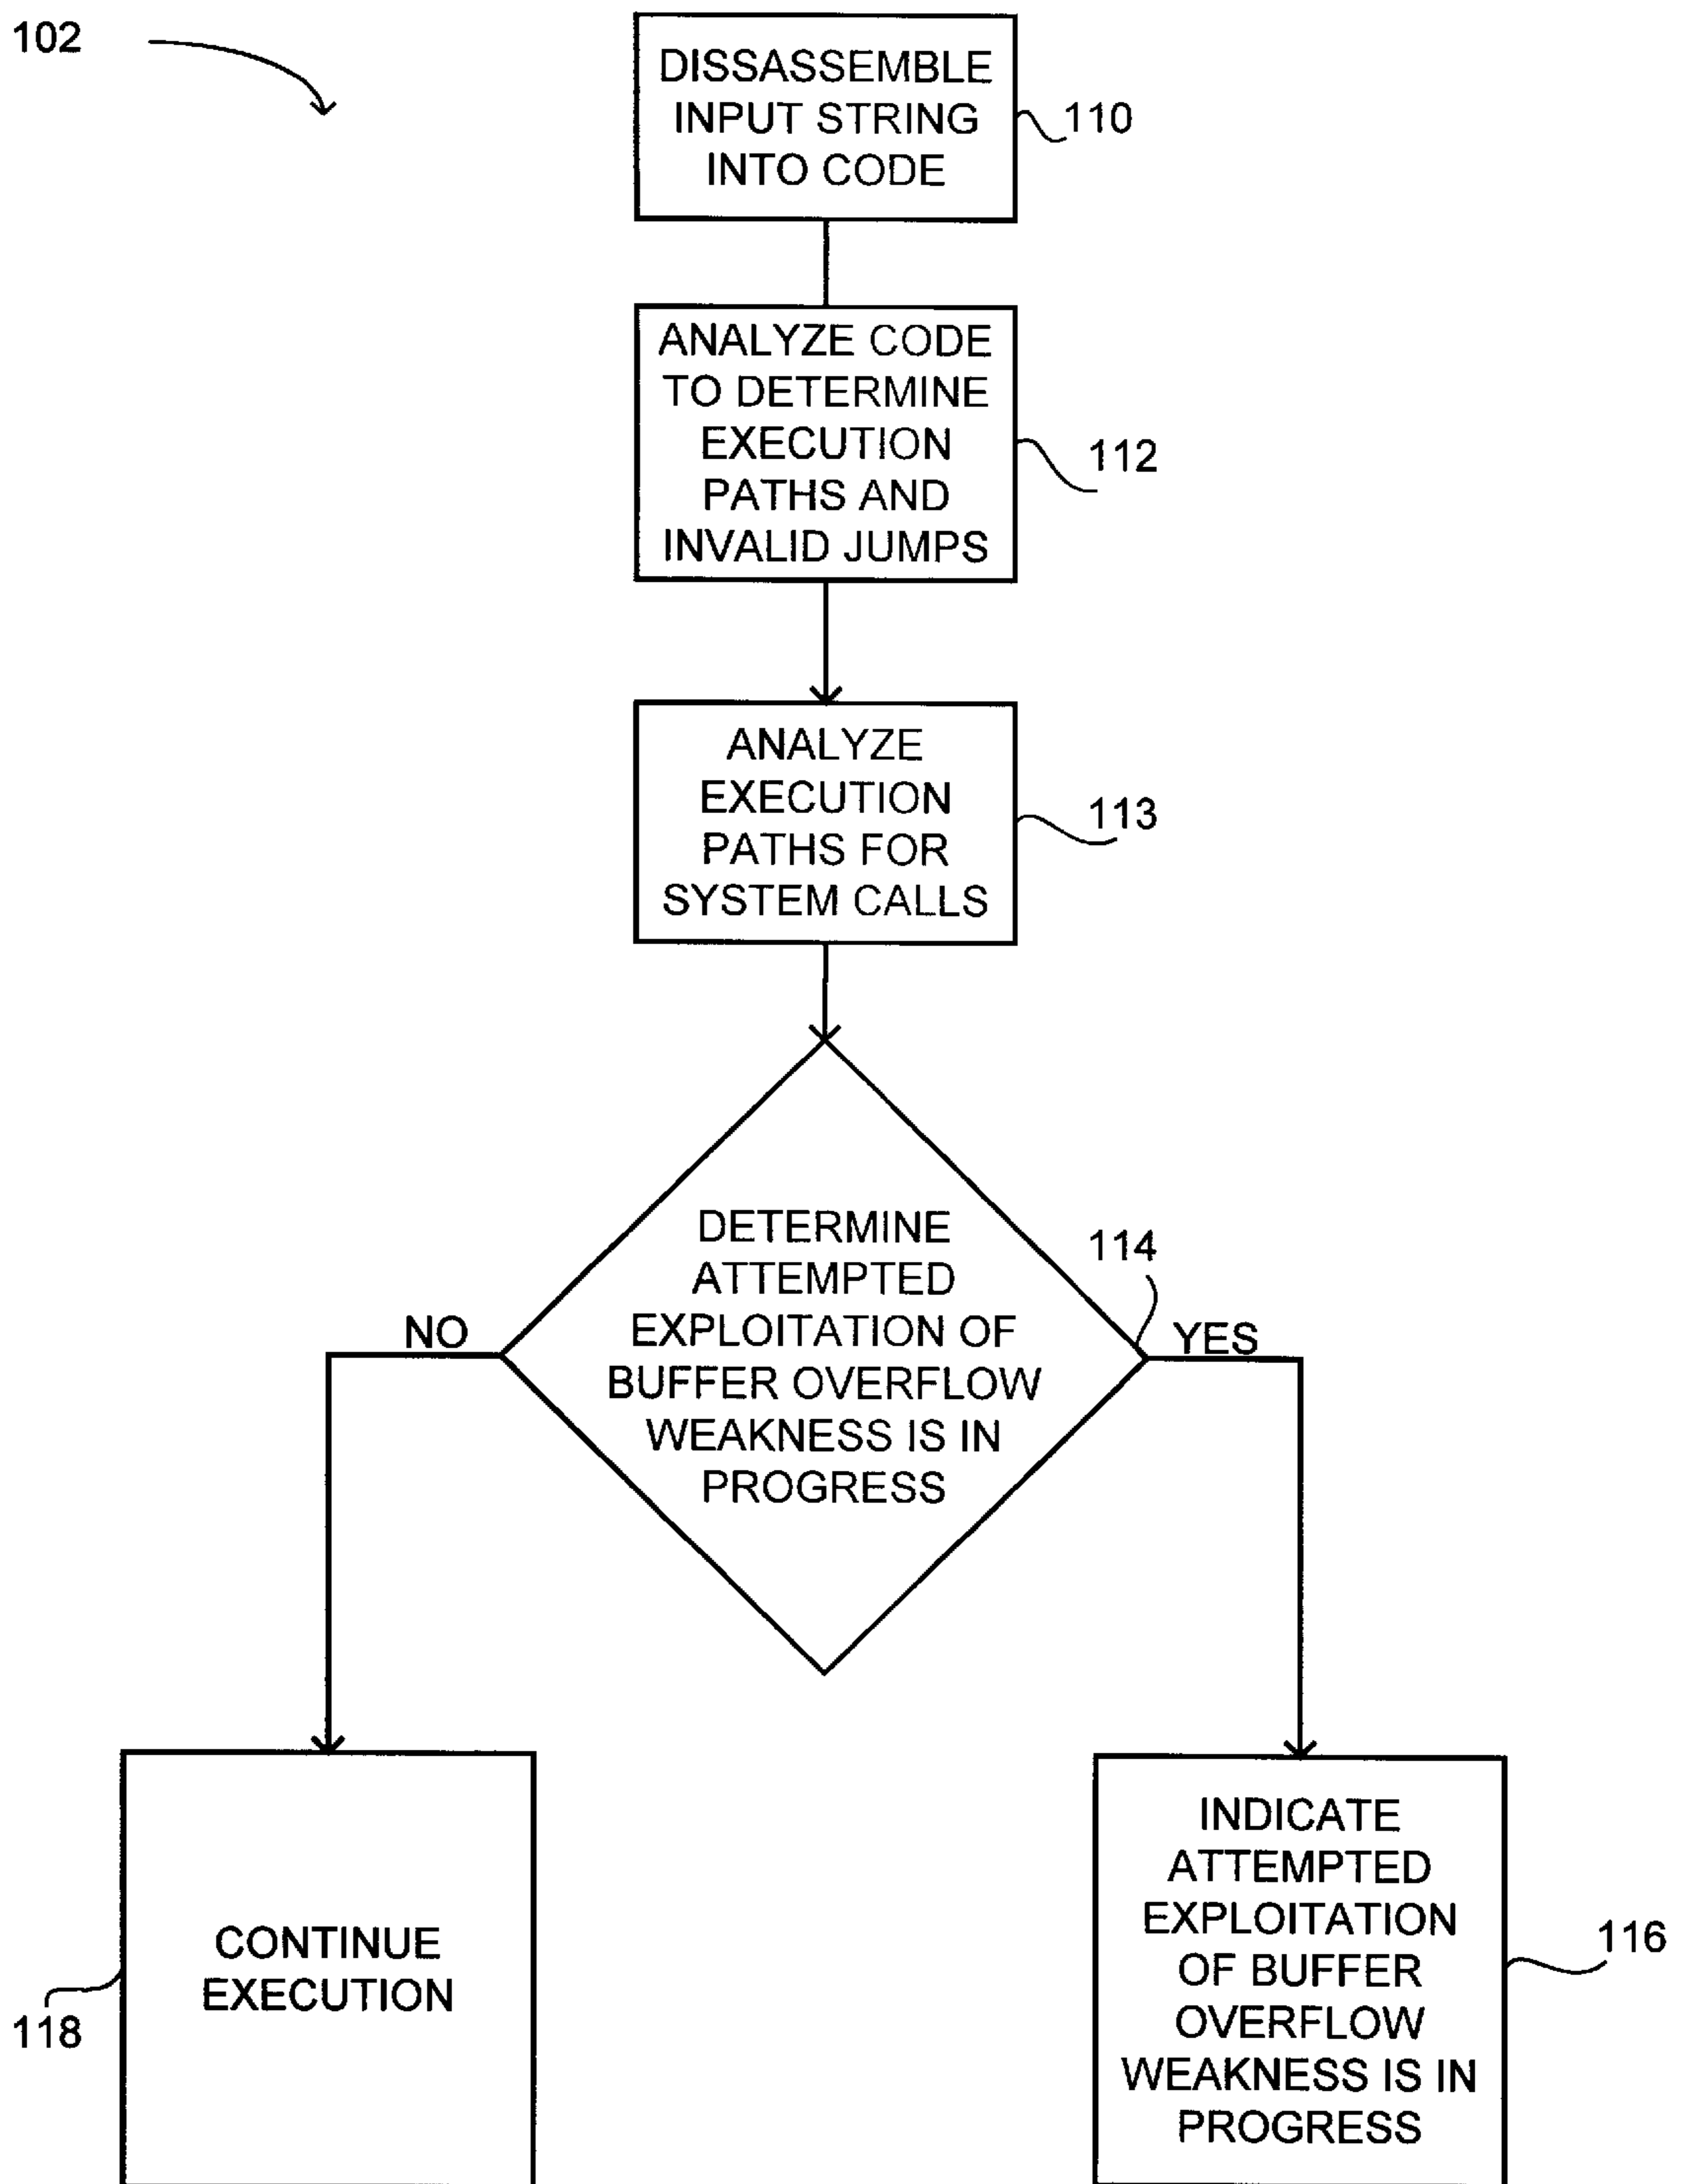 102
DISSASSEMBLE
INPUT STRING
INTO CODE
110
ANALYZE CODE
TO DETERMINE
EXECUTION
PATHS AND
INVALID JUMPS
112
ANALYZE
EXECUTION
PATHS FOR
SYSTEM CALLS
113
DETERMINE
ATTEMPTED
EXPLOITATION OF
BUFFER OVERFLOW
WEAKNESS IS IN
PROGRESS
114
NO
YES
CONTINUE
EXECUTION
118
INDICATE
ATTEMPTED
EXPLOITATION
OF BUFFER
OVERFLOW
WEAKNESS IS IN
PROGRESS
116